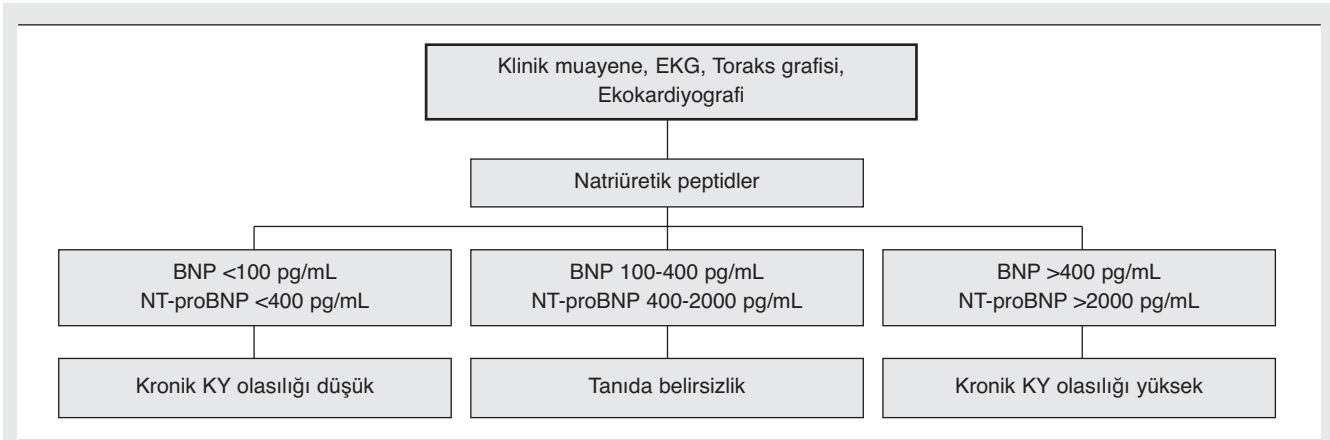 Klinik muayene, EKG, Toraks grafisi,
Ekokardiyografi
Natriüretik peptidler
BNP <100 pg/mL
NT-proBNP <400 pg/mL
BNP 100-400 pg/mL
NT-proBNP 400-2000 pg/mL
BNP >400 pg/mL
NT-proBNP >2000 pg/mL
Kronik KY olasılığı düşük
Tanıda belirsizlik
Kronik KY olasılığı yüksek